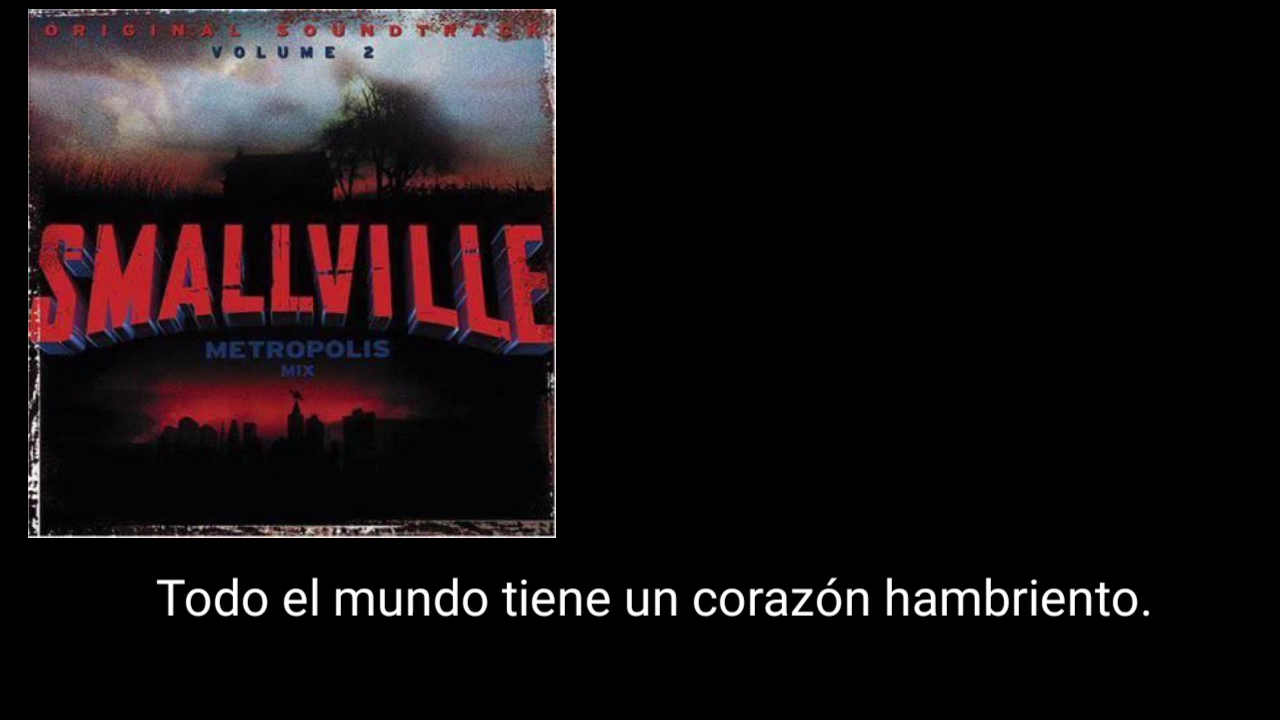 ORIGINAL SOUNDTRACK
VOLUME 2
SMALLVILLE
METROPOLIS
MIX
Todo el mundo tiene un corazón hambriento.